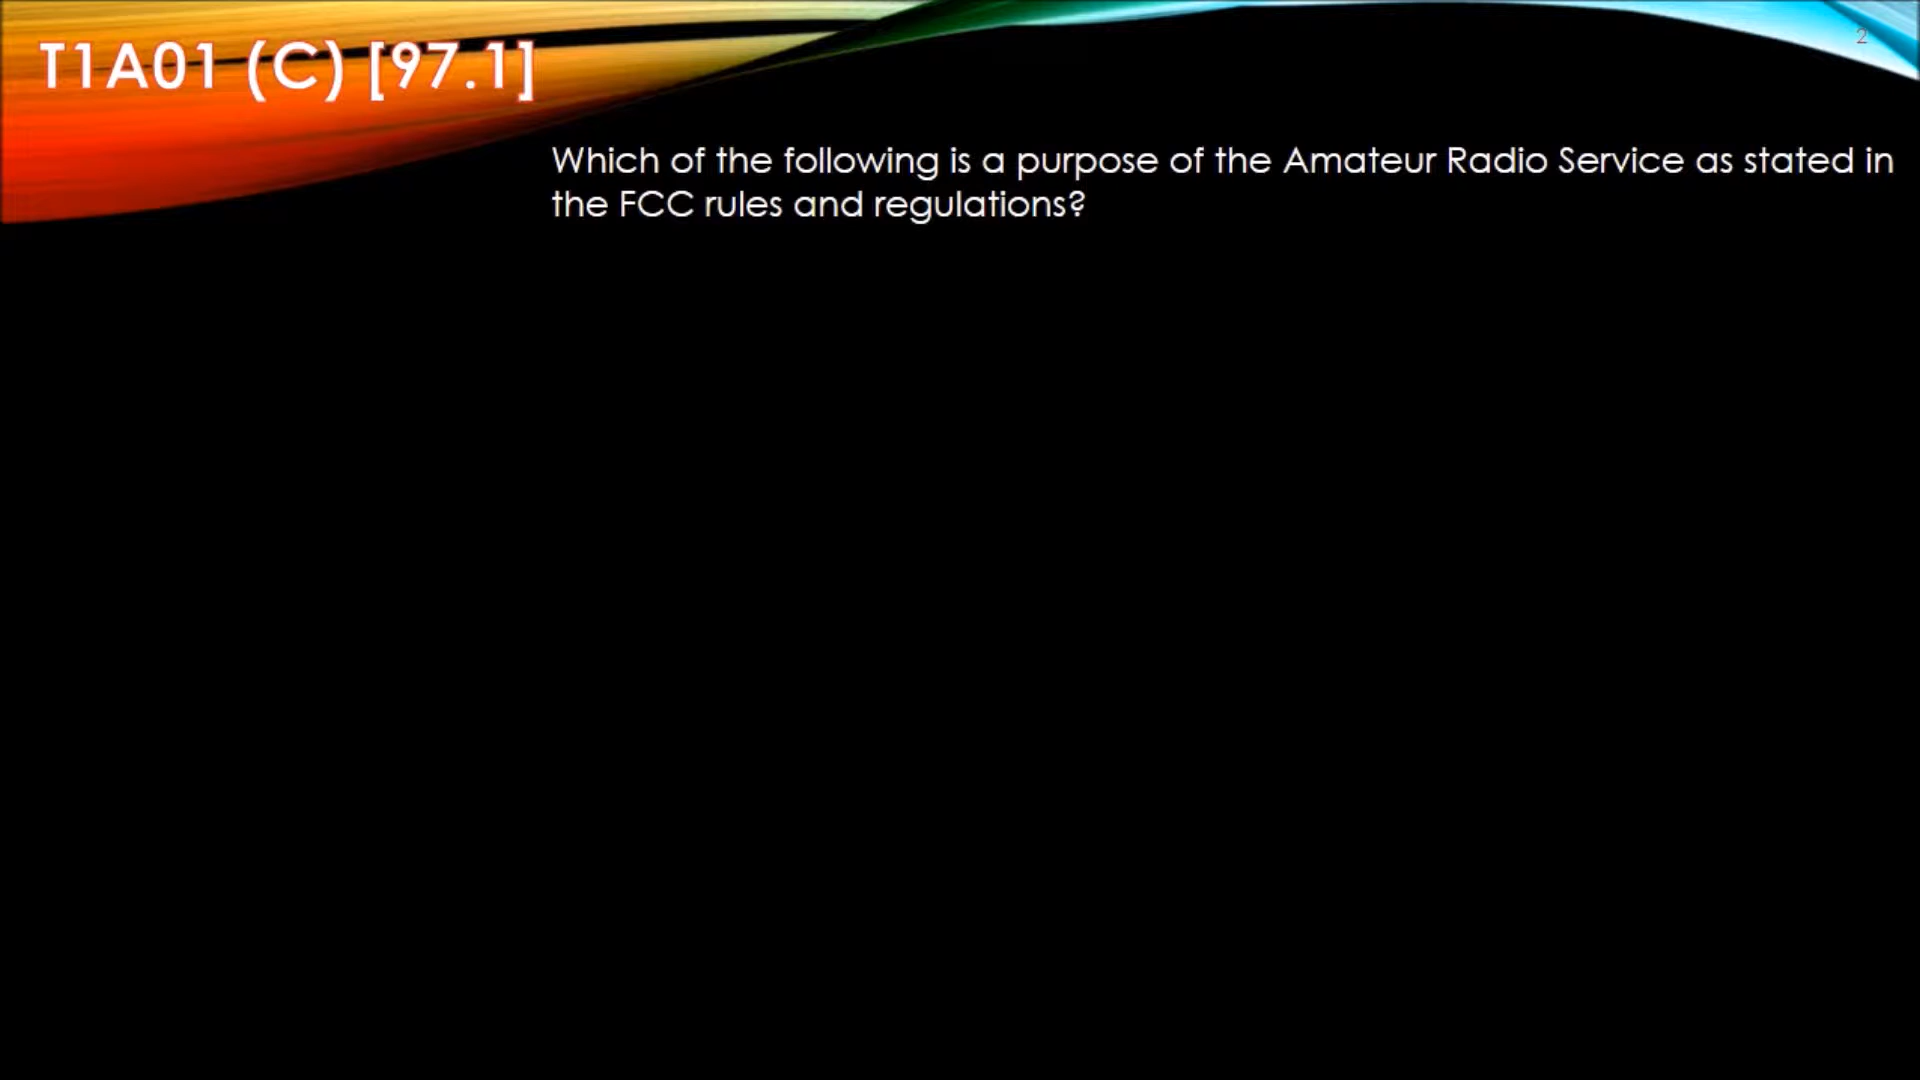 T1A01 (C) [97.1]
2
Which of the following is a purpose of the Amateur Radio Service as stated in
the FCC rules and regulations?